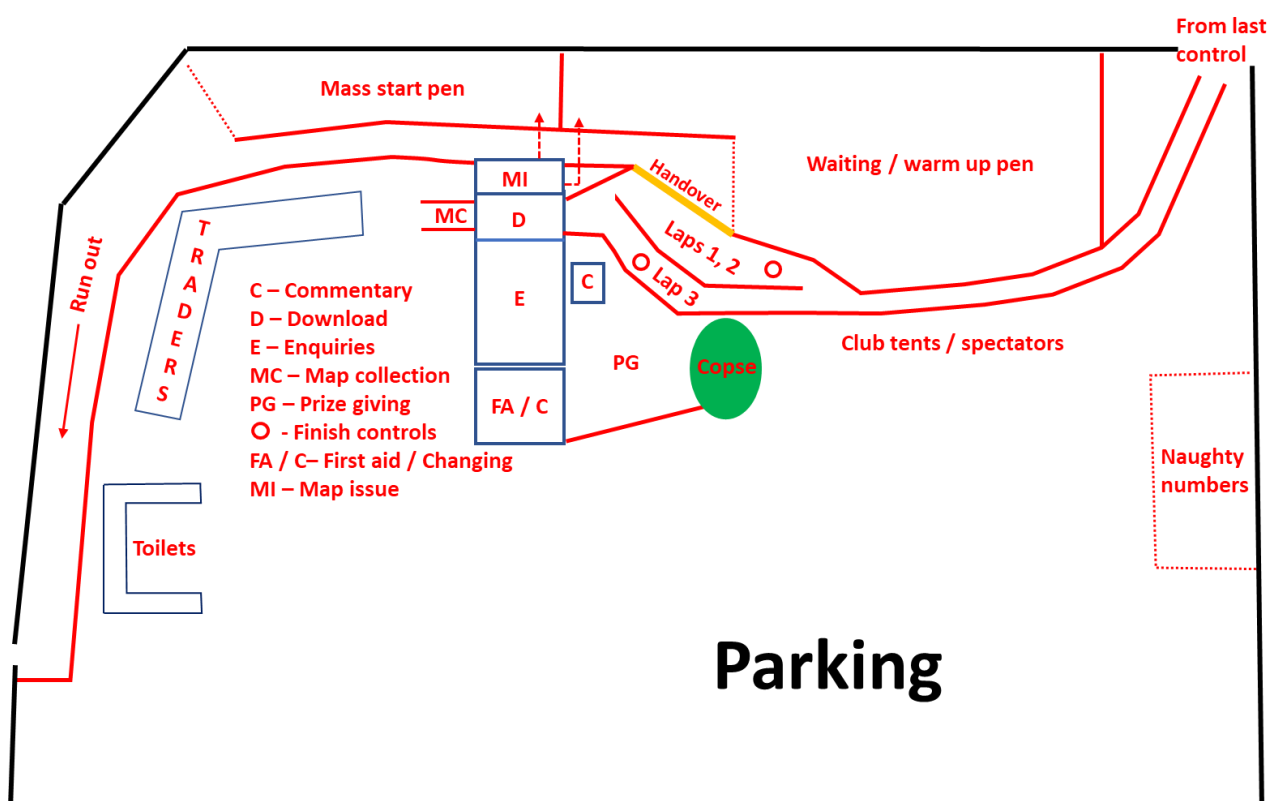 From last
control
Mass start pen
Waiting / warm up pen
Handover
MI
MC
D
Laps 1, 2
Lap 3
TRADERS
Run out
C
E
C – Commentary
D – Download
E – Enquiries
MC – Map collection
PG – Prize giving
O - Finish controls
FA / C– First aid / Changing
MI – Map issue
Club tents / spectators
PG
Copse
FA / C
Naughty
numbers
Toilets
Parking